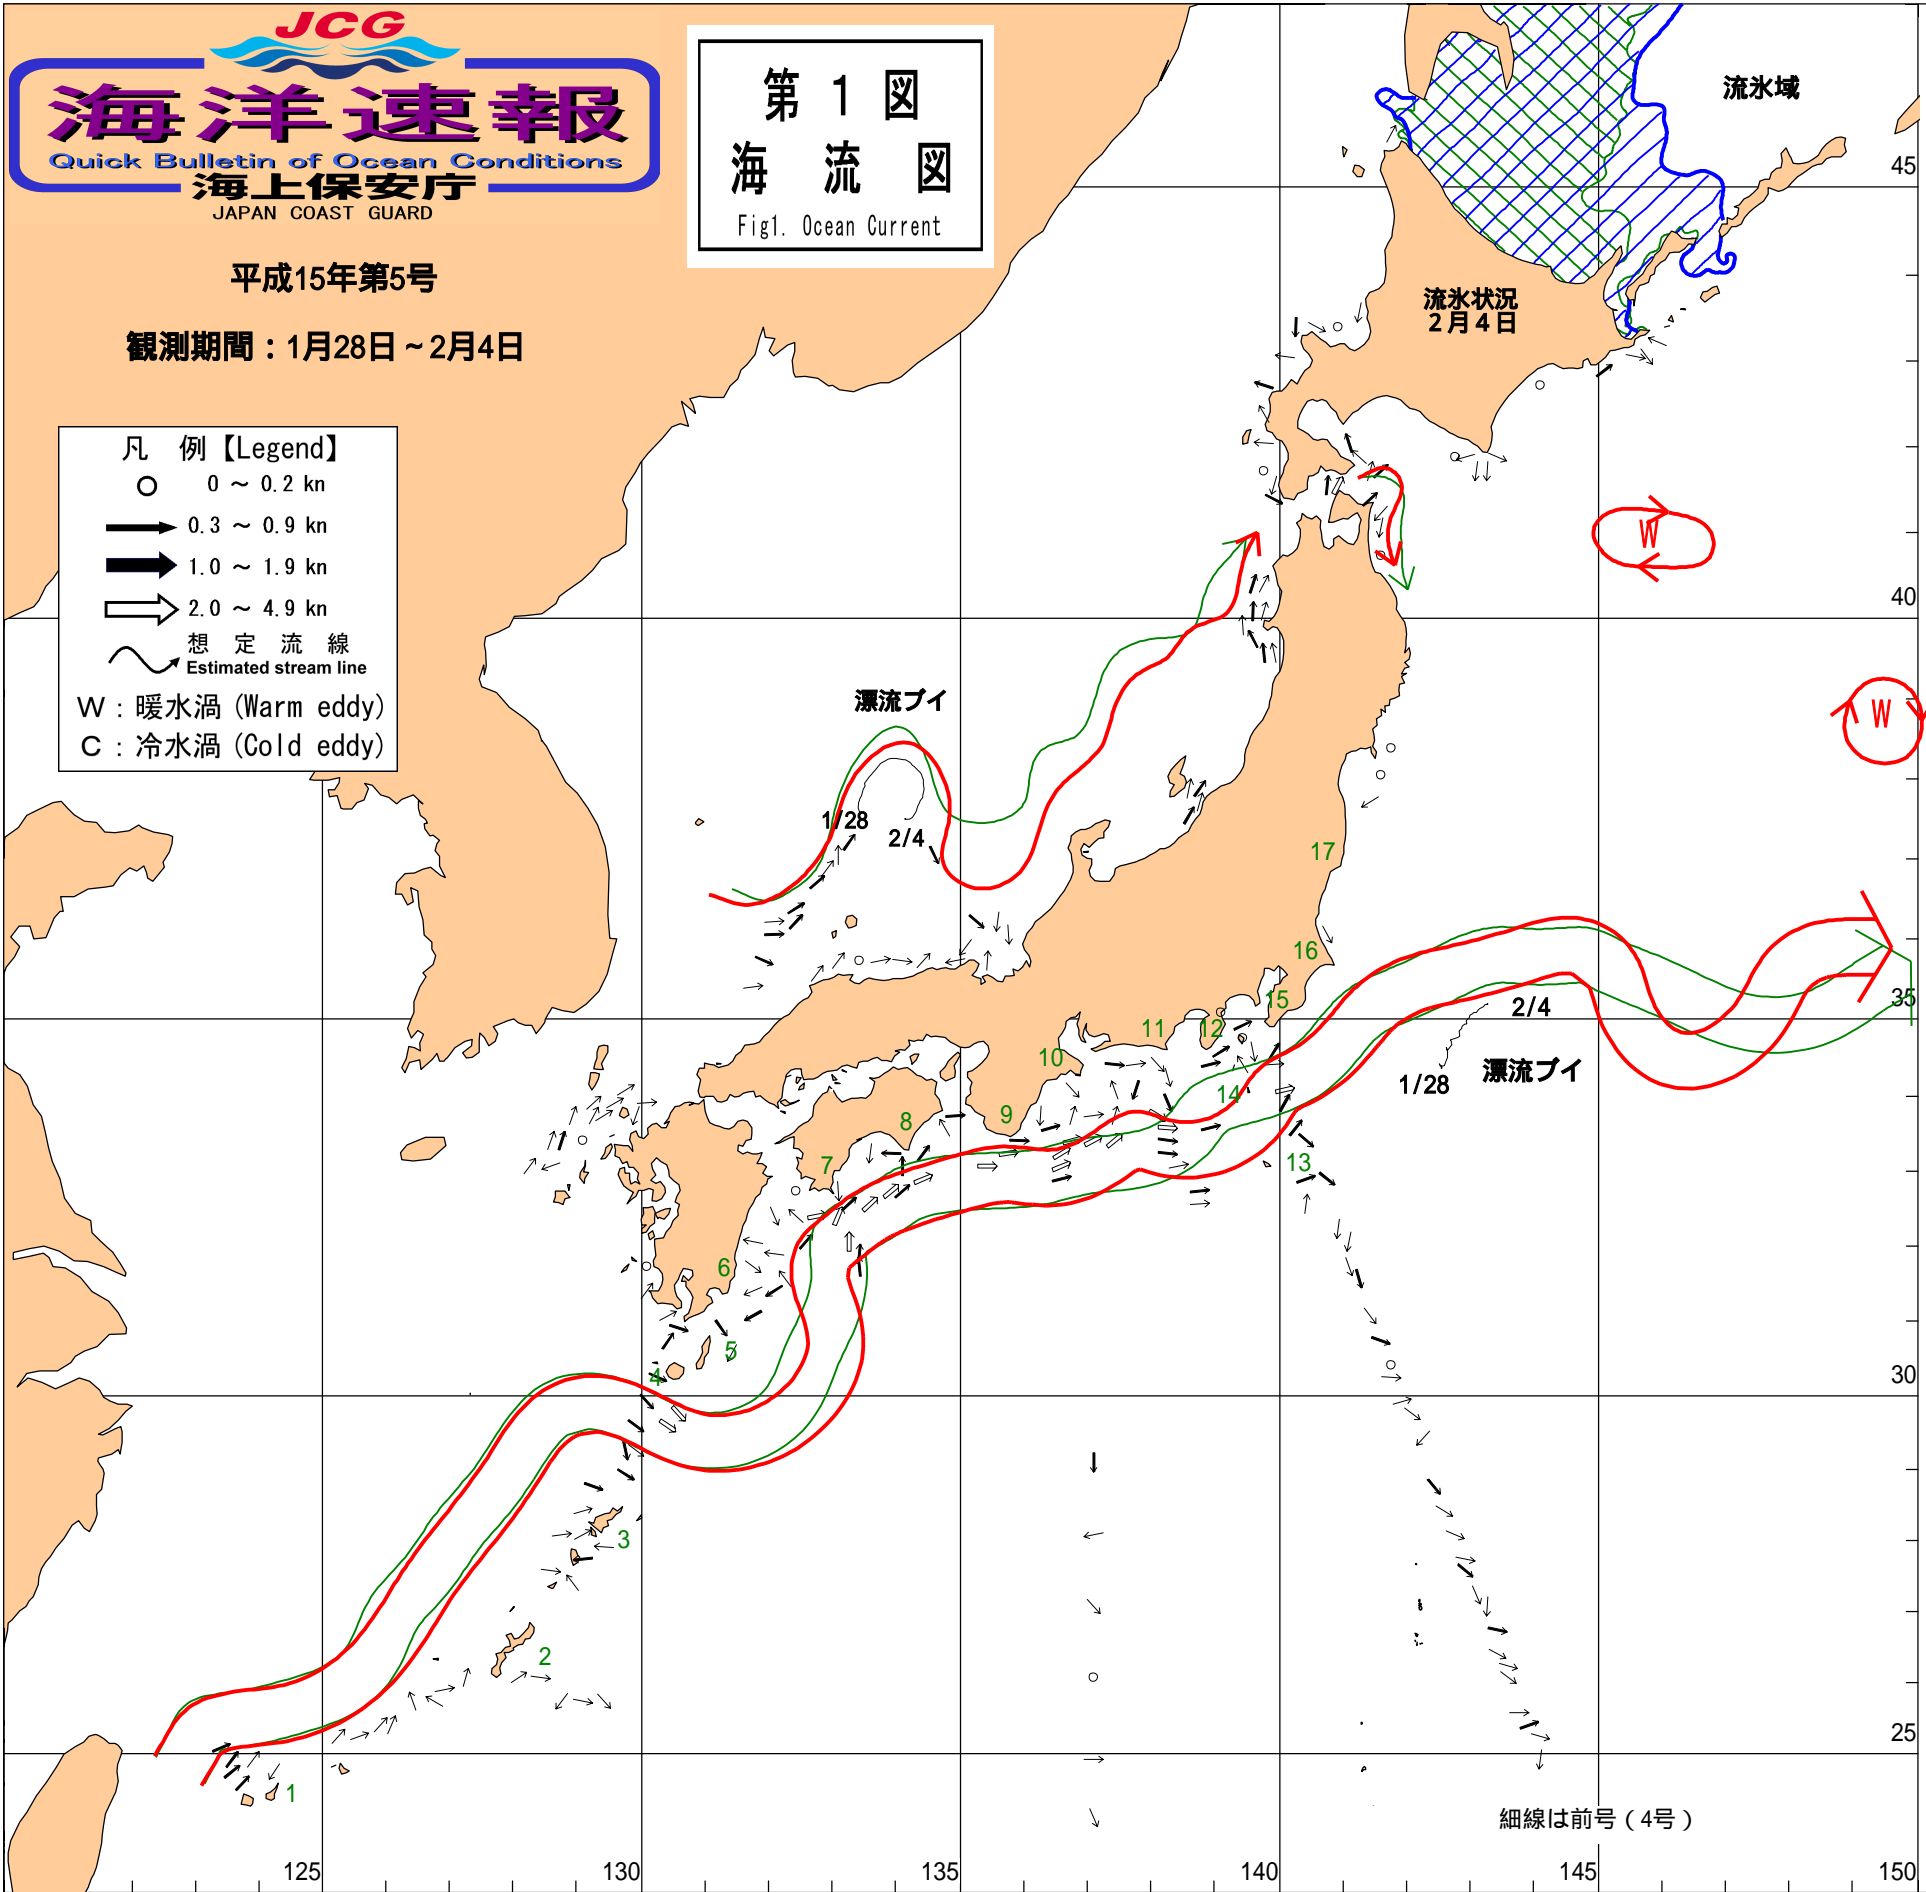 JCG
海洋速報
Quick Bulletin of Ocean Conditions
海上保安庁
JAPAN COAST GUARD
平成15年第5号
観測期間：1月28日～2月4日
第 1 図
海 流 図
Fig1. Ocean Current
凡 例【Legend】
0 ～ 0.2 kn
0.3 ～ 0.9 kn
1.0 ～ 1.9 kn
2.0 ～ 4.9 kn
想 定 流 線
Estimated stream line
W：暖水渦 (Warm eddy)
C：冷水渦 (Cold eddy)
流氷域
流氷状況
2月4日
45
40
35
30
25
W
W
漂流ブイ
1/28
2/4
17
16
15
14
13
12
11
10
9
8
7
6
5
4
3
2
1
2/4
漂流ブイ
1/28
細線は前号（4号）
125
130
135
140
145
150